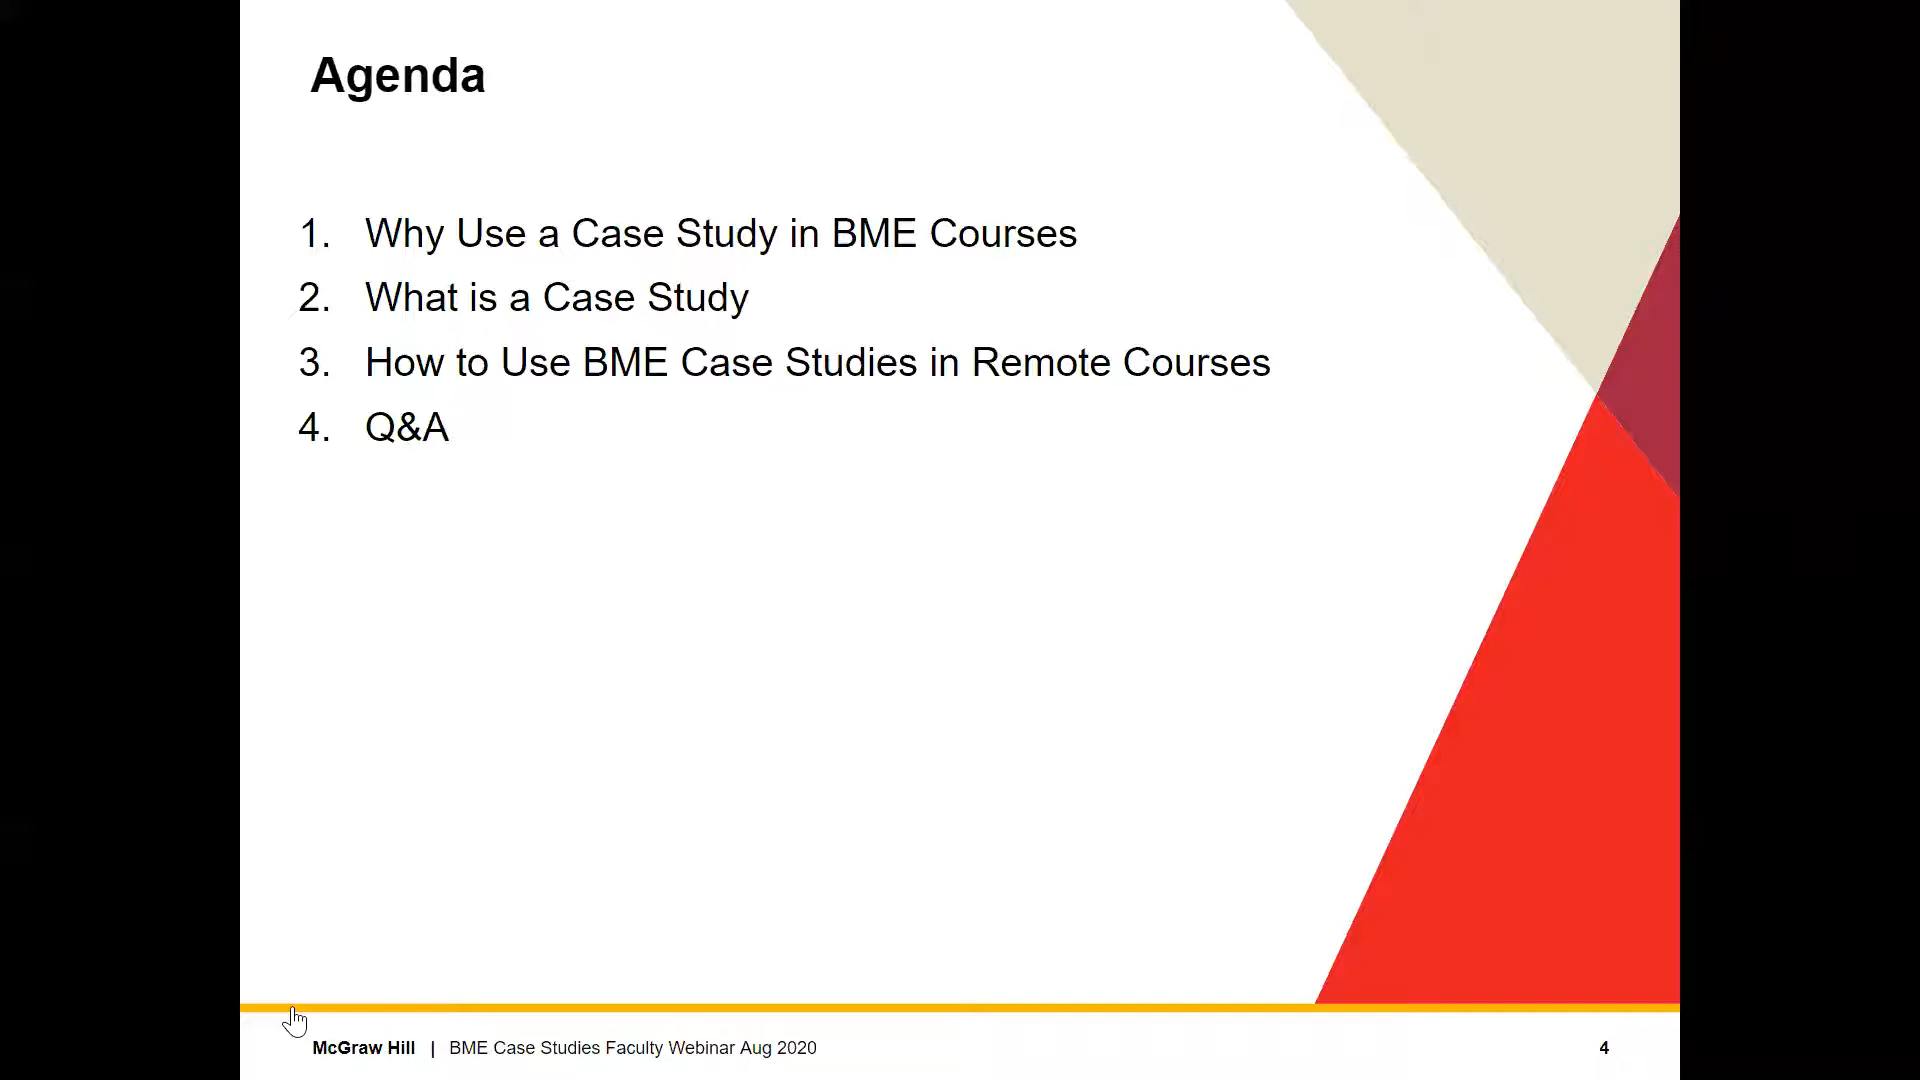 Agenda
1. Why Use a Case Study in BME Courses
2. What is a Case Study
3. How to Use BME Case Studies in Remote Courses
4. Q&A
McGraw Hill | BME Case Studies Faculty Webinar Aug 2020 4